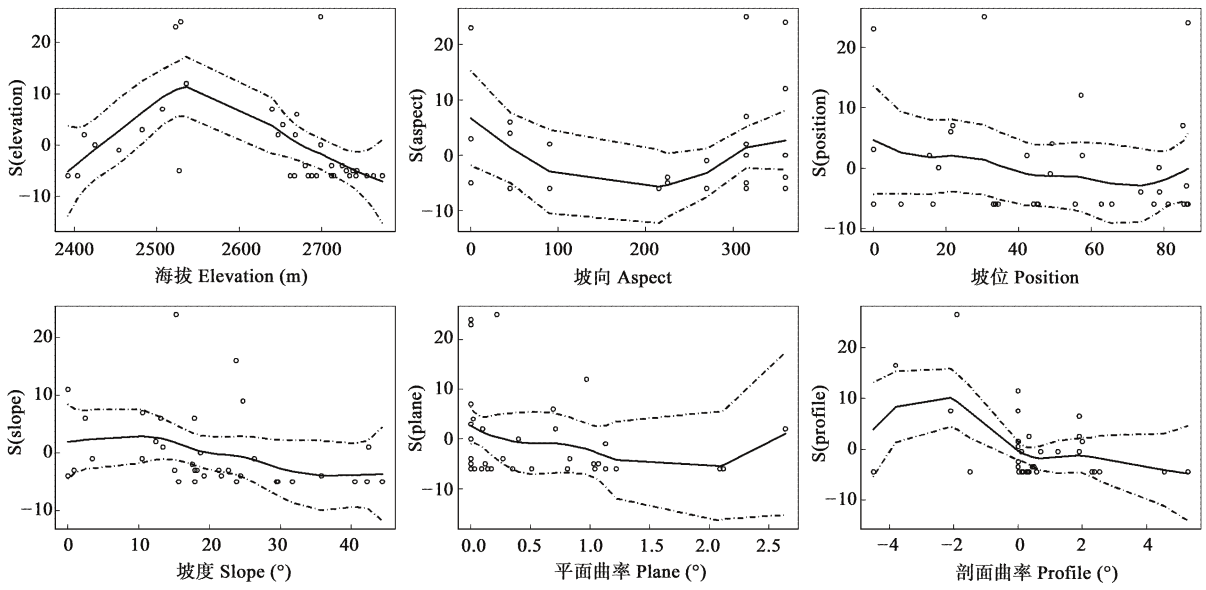 S(elevation)
20
10
0
−10
2400 2500 2600 2700
海拔 Elevation (m)
S(aspect)
20
10
0
−10
0 100 200 300
坡向 Aspect
S(position)
20
10
0
−10
0 20 40 60 80
坡位 Position
S(slope)
20
10
0
−10
0 10 20 30 40
坡度 Slope (°)
S(plane)
20
10
0
−10
0.0 0.5 1.0 1.5 2.0 2.5
平面曲率 Plane (°)
S(profile)
20
10
0
−10
−4 −2 0 2 4
剖面曲率 Profile (°)